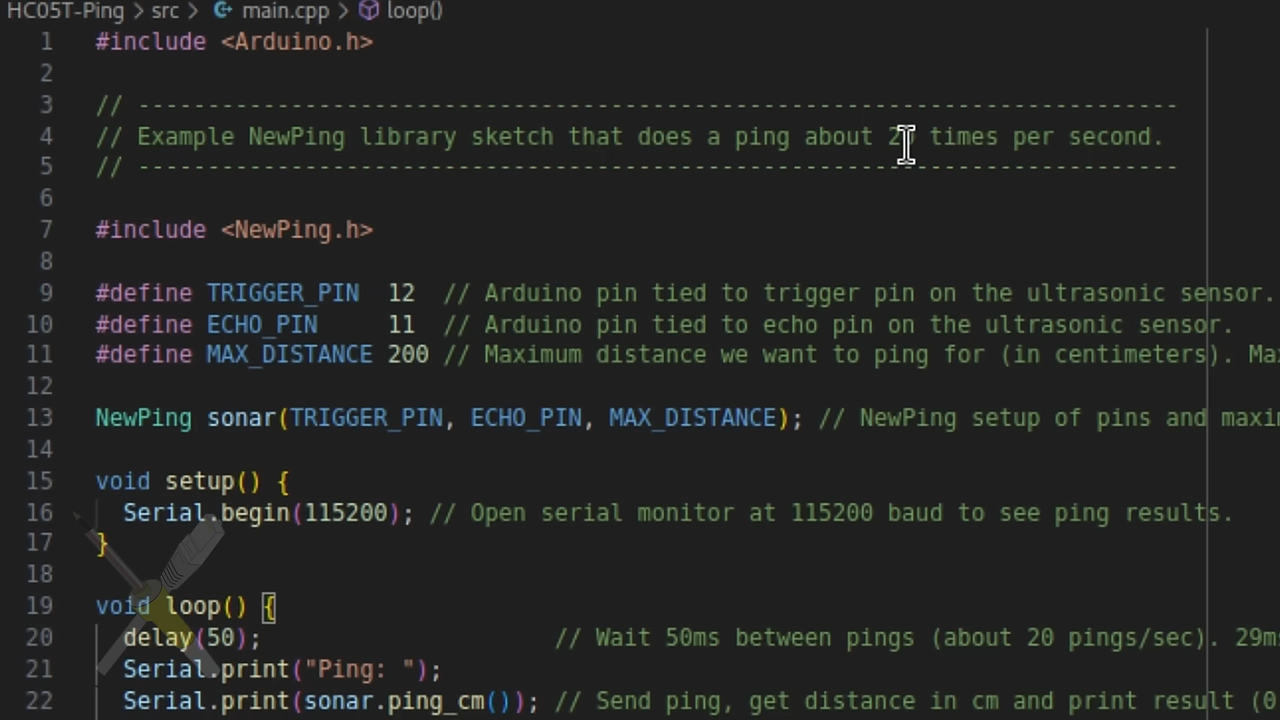 HC05T-Ping > src > main.cpp > loop()
1 #include <Arduino.h>
2
3 // ---------------------------------------------------------------------------
4 // Example NewPing library sketch that does a ping about 20 times per second.
5 // ---------------------------------------------------------------------------
6
7 #include <NewPing.h>
8
9 #define TRIGGER_PIN  12  // Arduino pin tied to trigger pin on the ultrasonic sensor.
10 #define ECHO_PIN     11  // Arduino pin tied to echo pin on the ultrasonic sensor.
11 #define MAX_DISTANCE 200 // Maximum distance we want to ping for (in centimeters).
12
13 NewPing sonar(TRIGGER_PIN, ECHO_PIN, MAX_DISTANCE); // NewPing setup of pins and
14
15 void setup() {
16   Serial.begin(115200); // Open serial monitor at 115200 baud to see ping results.
17 }
18
19 void loop() {
20   delay(50);                     // Wait 50ms between pings (about 20 pings/sec).
21   Serial.print("Ping: ");
22   Serial.print(sonar.ping_cm()); // Send ping, get distance in cm and print result (0